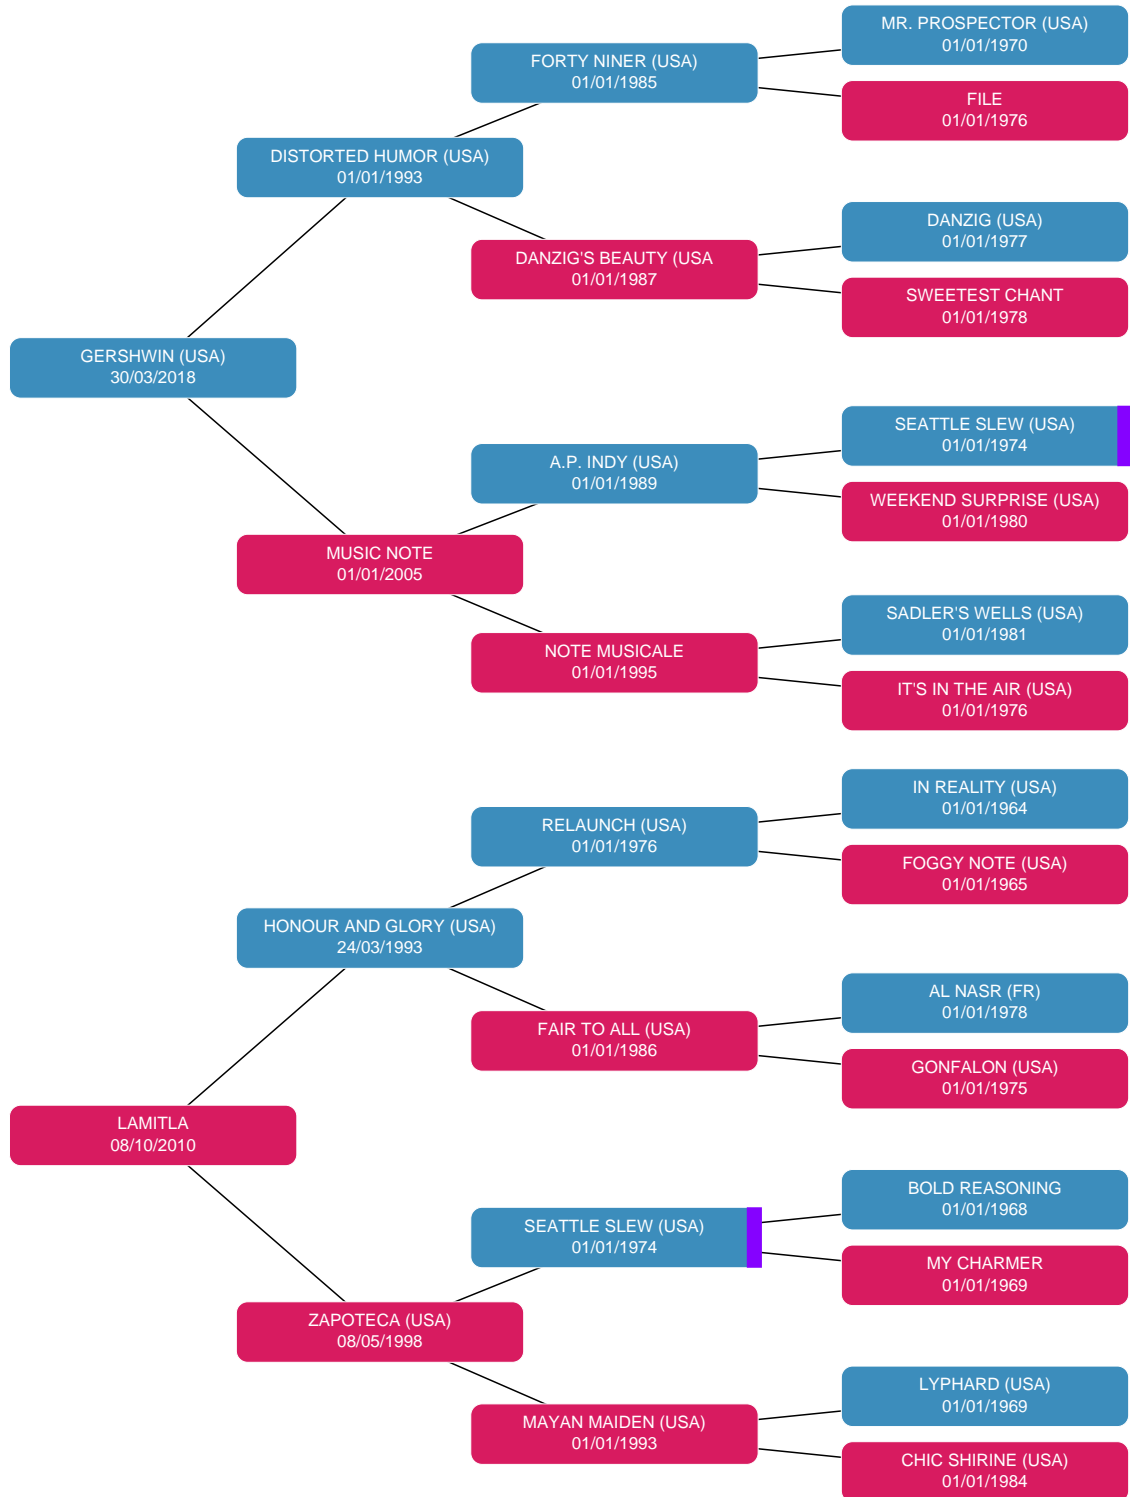 MR. PROSPECTOR (USA)
01/01/1970
FORTY NINER (USA)
01/01/1985
FILE
01/01/1976
DISTORTED HUMOR (USA)
01/01/1993
DANZIG (USA)
01/01/1977
DANZIG'S BEAUTY (USA
01/01/1987
SWEETEST CHANT
01/01/1978
GERSHWIN (USA)
30/03/2018
SEATTLE SLEW (USA)
01/01/1974
A.P. INDY (USA)
01/01/1989
WEEKEND SURPRISE (USA)
01/01/1980
MUSIC NOTE
01/01/2005
SADLER'S WELLS (USA)
01/01/1981
NOTE MUSICALE
01/01/1995
IT'S IN THE AIR (USA)
01/01/1976
IN REALITY (USA)
01/01/1964
RELAUNCH (USA)
01/01/1976
FOGGY NOTE (USA)
01/01/1965
HONOUR AND GLORY (USA)
24/03/1993
AL NASR (FR)
01/01/1978
FAIR TO ALL (USA)
01/01/1986
GONFALON (USA)
01/01/1975
LAMITLA
08/10/2010
BOLD REASONING
01/01/1968
SEATTLE SLEW (USA)
01/01/1974
MY CHARMER
01/01/1969
ZAPOTECA (USA)
08/05/1998
LYPHARD (USA)
01/01/1969
MAYAN MAIDEN (USA)
01/01/1993
CHIC SHIRINE (USA)
01/01/1984